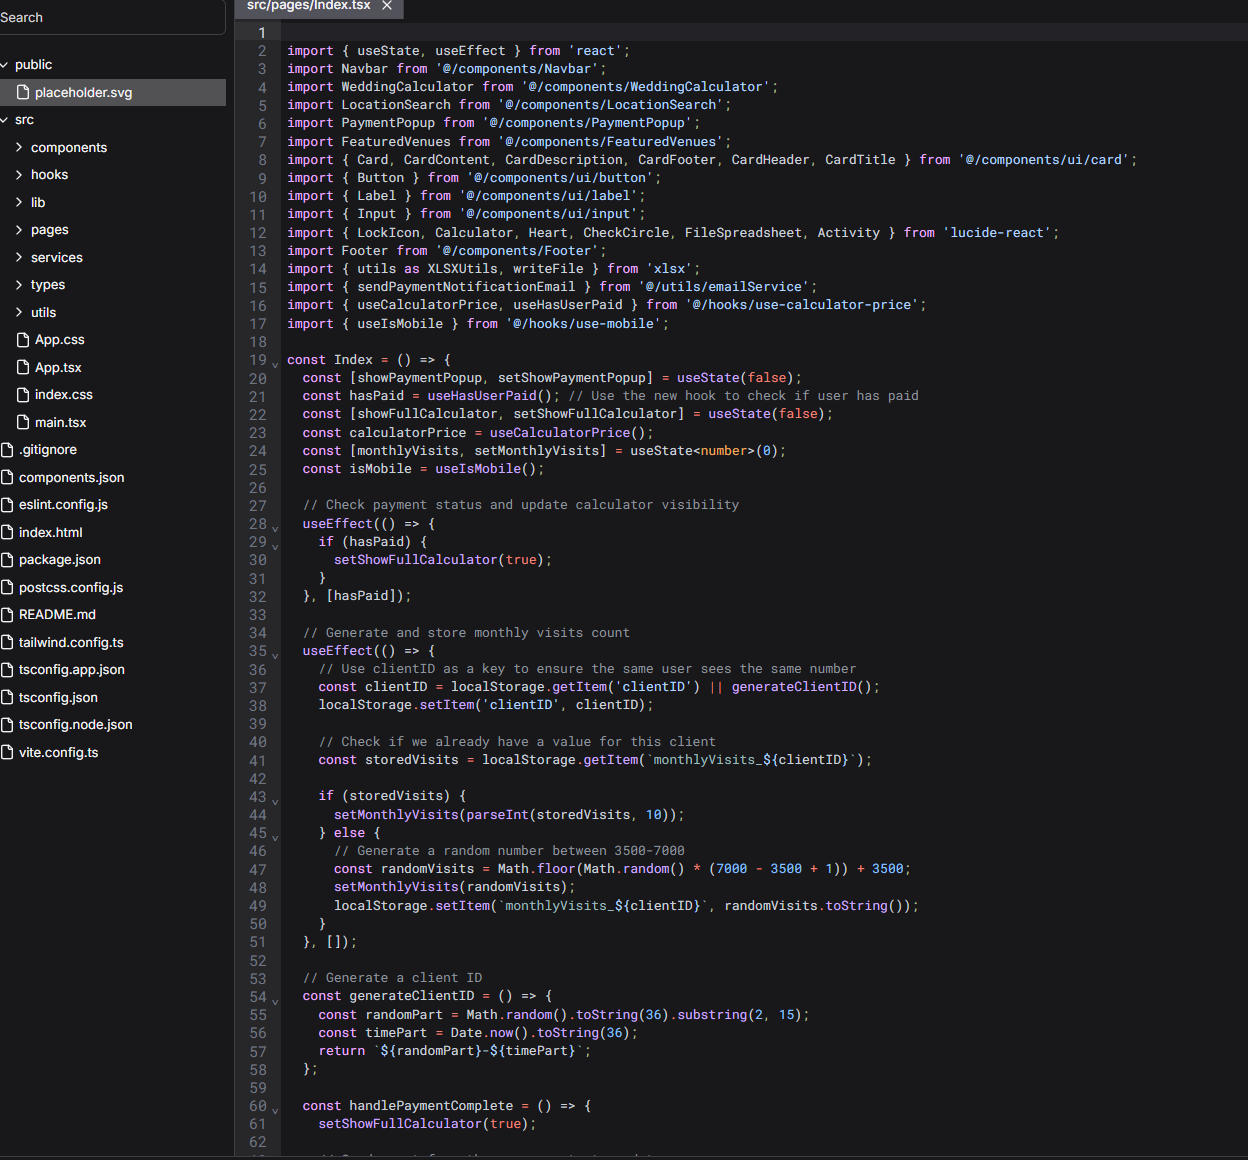 Search
public
placeholder.svg
src
components
hooks
lib
pages
services
types
utils
App.css
App.tsx
index.css
main.tsx
.gitignore
components.json
eslint.config.js
index.html
package.json
postcss.config.js
README.md
tailwind.config.ts
tsconfig.app.json
tsconfig.json
tsconfig.node.json
vite.config.ts
src/pages/Index.tsx
1
2 import { useState, useEffect } from 'react';
3 import Navbar from '@/components/Navbar';
4 import WeddingCalculator from '@/components/WeddingCalculator';
5 import LocationSearch from '@/components/LocationSearch';
6 import PaymentPopup from '@/components/PaymentPopup';
7 import FeaturedVenues from '@/components/FeaturedVenues';
8 import { Card, CardContent, CardDescription, CardFooter, CardHeader, CardTitle } from '@/components/ui/card';
9 import { Button } from '@/components/ui/button';
10 import { Label } from '@/components/ui/label';
11 import { Input } from '@/components/ui/input';
12 import { LockIcon, Calculator, Heart, CheckCircle, FileSpreadsheet, Activity } from 'lucide-react';
13 import Footer from '@/components/Footer';
14 import { utils as XLSXUtils, writeFile } from 'xlsx';
15 import { sendPaymentNotificationEmail } from '@/utils/emailService';
16 import { useCalculatorPrice, useHasUserPaid } from '@/hooks/use-calculator-price';
17 import { useIsMobile } from '@/hooks/use-mobile';
18
19 const Index = () => {
20 const [showPaymentPopup, setShowPaymentPopup] = useState(false);
21 const hasPaid = useHasUserPaid(); // Use the new hook to check if user has paid
22 const [showFullCalculator, setShowFullCalculator] = useState(false);
23 const calculatorPrice = useCalculatorPrice();
24 const [monthlyVisits, setMonthlyVisits] = useState<number>(0);
25 const isMobile = useIsMobile();
26
27 // Check payment status and update calculator visibility
28 useEffect(() => {
29 if (hasPaid) {
30 setShowFullCalculator(true);
31 }
32 }, [hasPaid]);
33
34 // Generate and store monthly visits count
35 useEffect(() => {
36 // Use clientID as a key to ensure the same user sees the same number
37 const clientID = localStorage.getItem('clientID') || generateClientID();
38 localStorage.setItem('clientID', clientID);
39
40 // Check if we already have a value for this client
41 const storedVisits = localStorage.getItem(`monthlyVisits_${clientID}`);
42
43 if (storedVisits) {
44 setMonthlyVisits(parseInt(storedVisits, 10));
45 } else {
46 // Generate a random number between 3500-7000
47 const randomVisits = Math.floor(Math.random() * (7000 - 3500 + 1)) + 3500;
48 setMonthlyVisits(randomVisits);
49 localStorage.setItem(`monthlyVisits_${clientID}`, randomVisits.toString());
50 }
51 }, []);
52
53 // Generate a client ID
54 const generateClientID = () => {
55 const randomPart = Math.random().toString(36).substring(2, 15);
56 const timePart = Date.now().toString(36);
57 return `${randomPart}-${timePart}`;
58 };
59
60 const handlePaymentComplete = () => {
61 setShowFullCalculator(true);
62